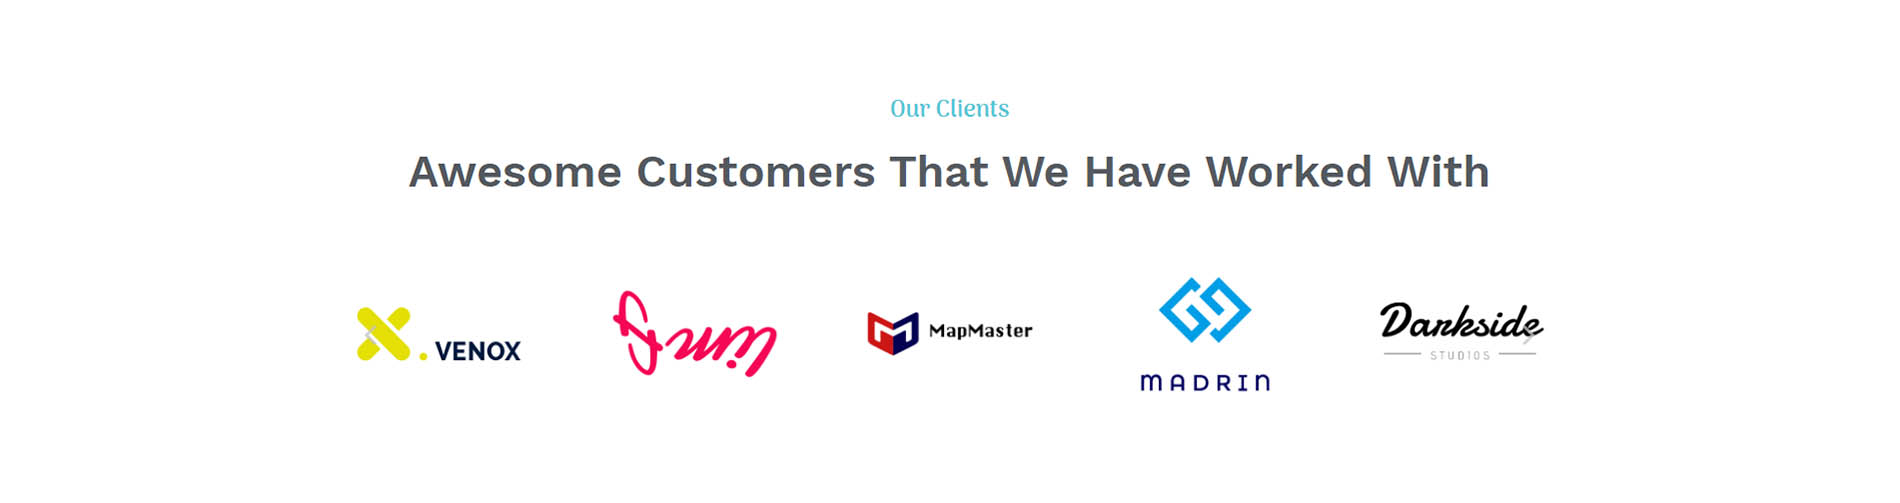 Our Clients
Awesome Customers That We Have Worked With
VENOX
MapMaster
MADRIN
Darkside
STUDIOS